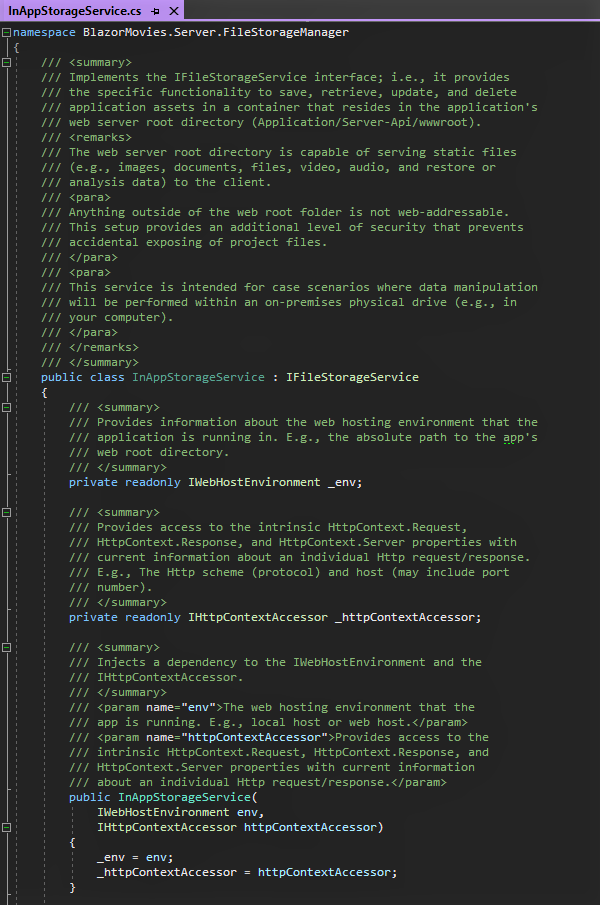 InAppStorageService.cs
namespace BlazorMovies.Server.FileStorageManager
{
/// <summary>
/// Implements the IFileStorageService interface; i.e., it provides
/// the specific functionality to save, retrieve, update, and delete
/// application assets in a container that resides in the application's
/// web server root directory (Application/Server-Api/wwwroot).
/// <remarks>
/// The web server root directory is capable of serving static files
/// (e.g., images, documents, files, video, audio, and restore or
/// analysis data) to the client.
/// <para>
/// Anything outside of the web root folder is not web-addressable.
/// This setup provides an additional level of security that prevents
/// accidental exposing of project files.
/// </para>
/// <para>
/// This service is intended for case scenarios where data manipulation
/// will be performed within an on-premises physical drive (e.g., in
/// your computer).
/// </para>
/// </remarks>
/// </summary>
public class InAppStorageService : IFileStorageService
{
/// <summary>
/// Provides information about the web hosting environment that the
/// application is running in. E.g., the absolute path to the app's
/// web root directory.
/// </summary>
private readonly IWebHostEnvironment _env;
/// <summary>
/// Provides access to the intrinsic HttpContext.Request,
/// HttpContext.Response, and HttpContext.Server properties with
/// current information about an individual Http request/response.
/// E.g., The Http scheme (protocol) and host (may include port
/// number).
/// </summary>
private readonly IHttpContextAccessor _httpContextAccessor;
/// <summary>
/// Injects a dependency to the IWebHostEnvironment and the
/// IHttpContextAccessor.
/// </summary>
/// <param name="env">The web hosting environment that the
/// app is running. E.g., local host or web host.</param>
/// <param name="httpContextAccessor">Provides access to the
/// intrinsic HttpContext.Request, HttpContext.Response, and
/// HttpContext.Server properties with current information
/// about an individual Http request/response.</param>
public InAppStorageService(
IWebHostEnvironment env,
IHttpContextAccessor httpContextAccessor)
{
_env = env;
_httpContextAccessor = httpContextAccessor;
}